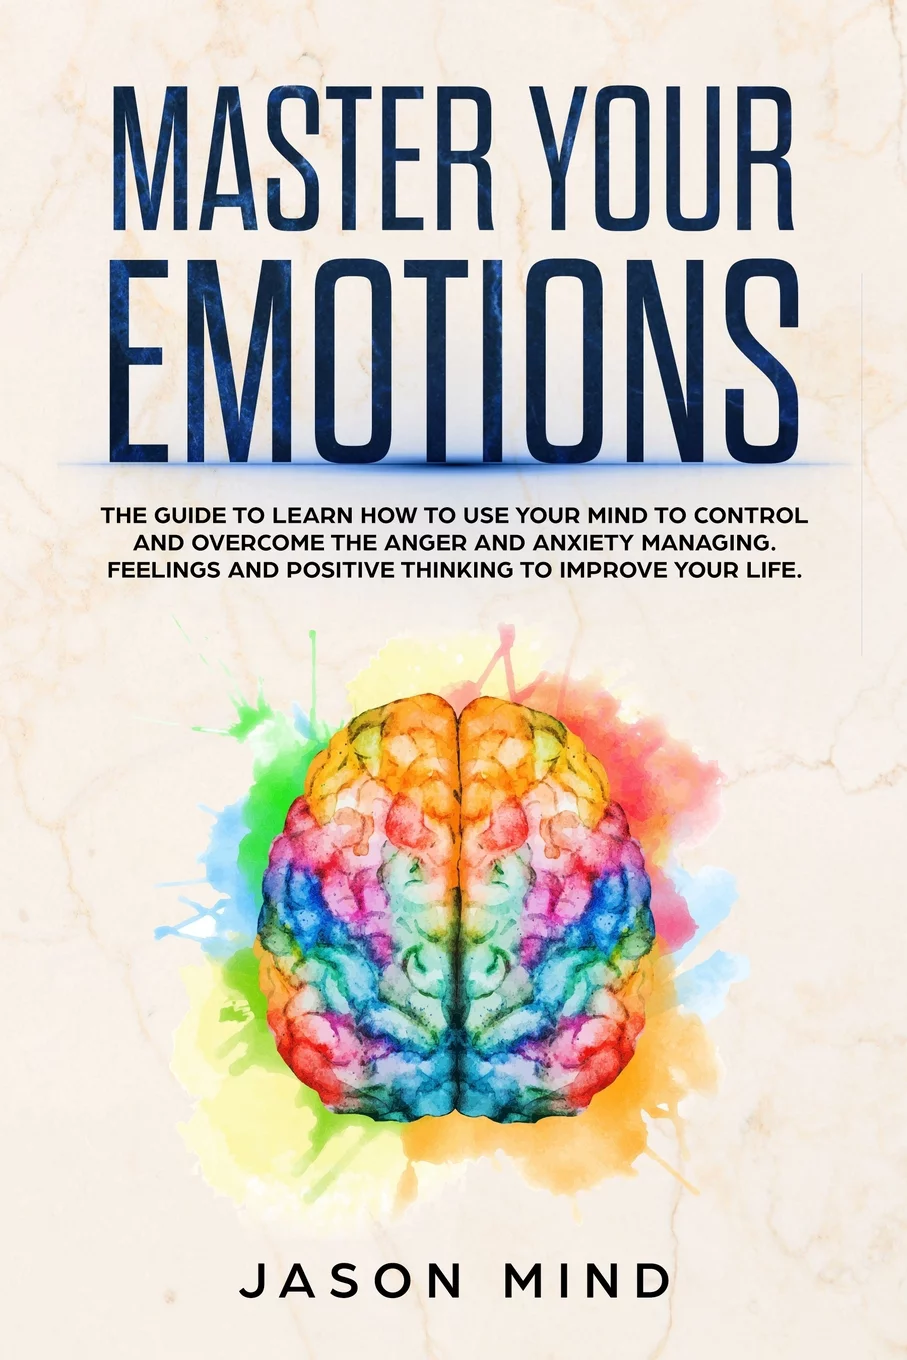 MASTER YOUR
EMOTIONS
THE GUIDE TO LEARN HOW TO USE YOUR MIND TO CONTROL
AND OVERCOME THE ANGER AND ANXIETY MANAGING.
FEELINGS AND POSITIVE THINKING TO IMPROVE YOUR LIFE.
JASON MIND